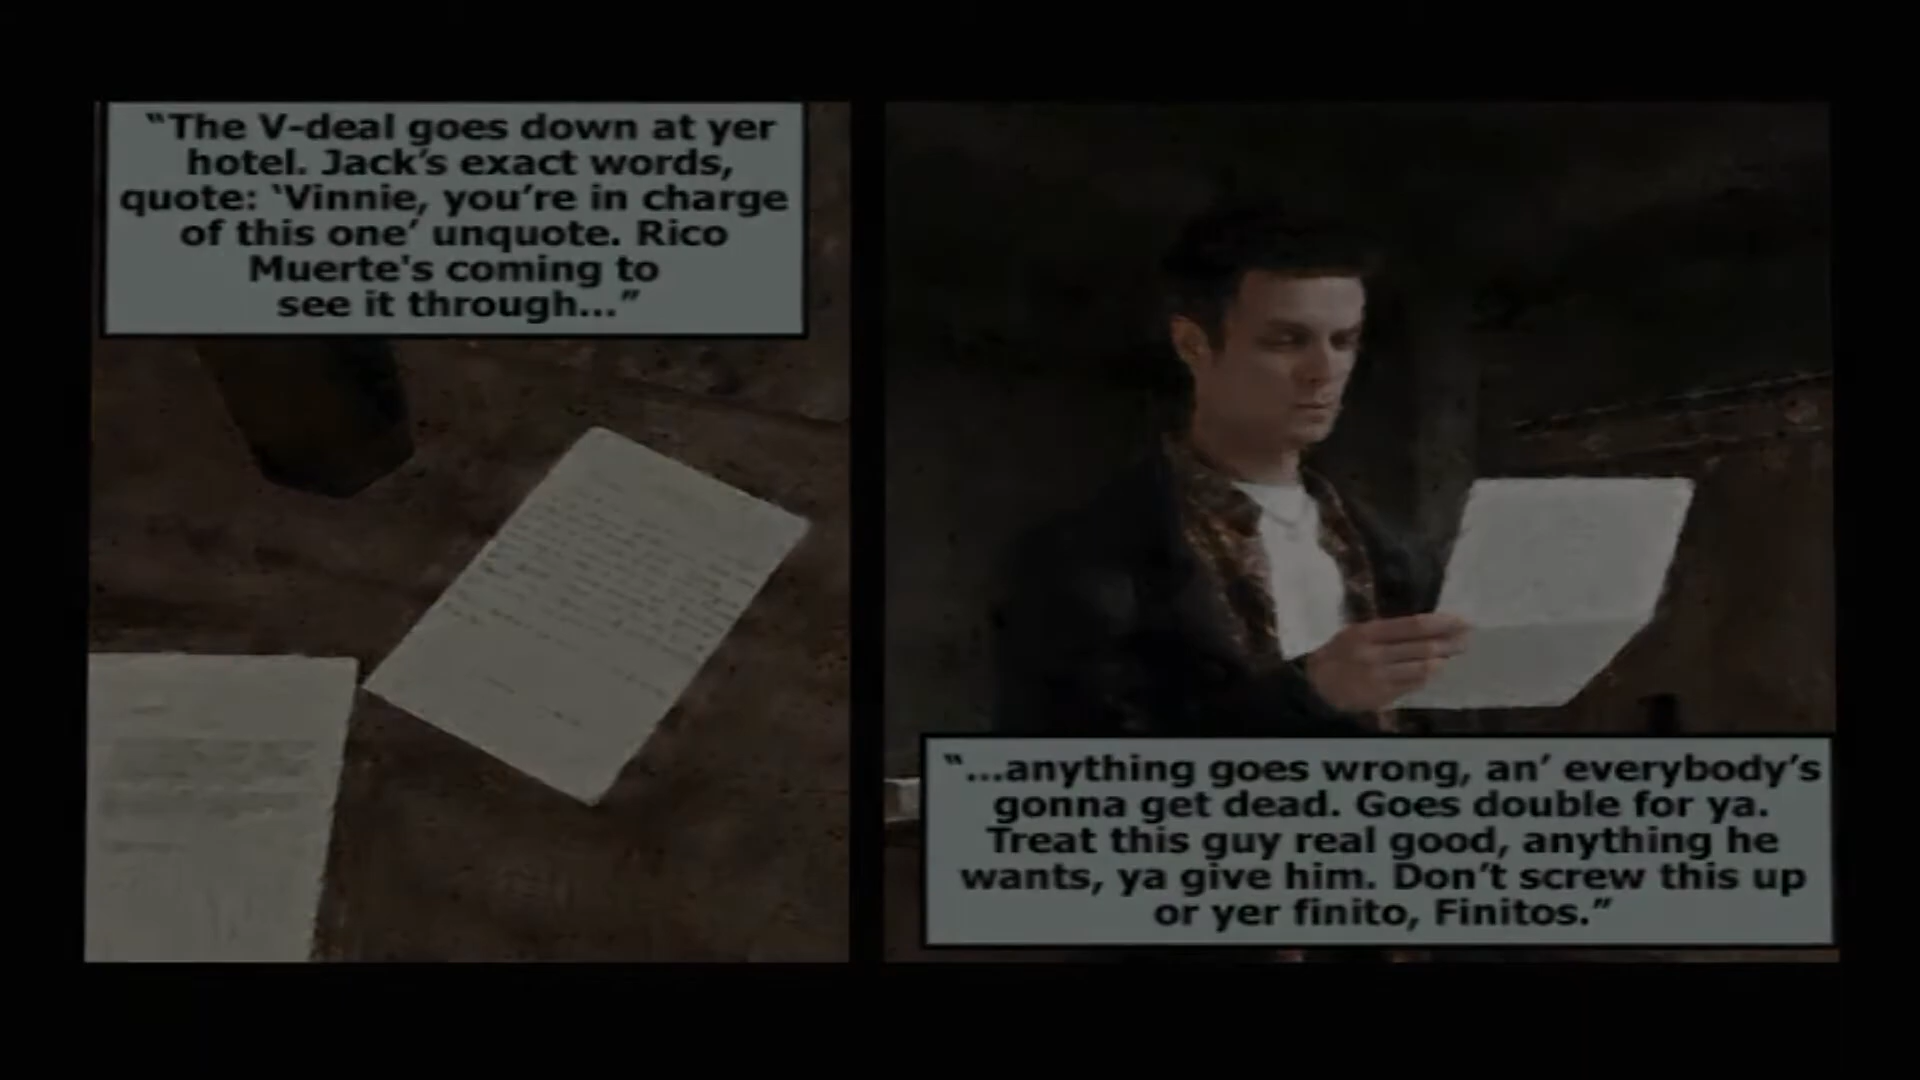 “The V-deal goes down at yer
hotel. Jack’s exact words,
quote: ‘Vinnie, you’re in charge
of this one’ unquote. Rico
Muerte's coming to
see it through...”
“...anything goes wrong, an’ everybody’s
gonna get dead. Goes double for ya.
Treat this guy real good, anything he
wants, ya give him. Don’t screw this up
or yer finito, Finitos.”